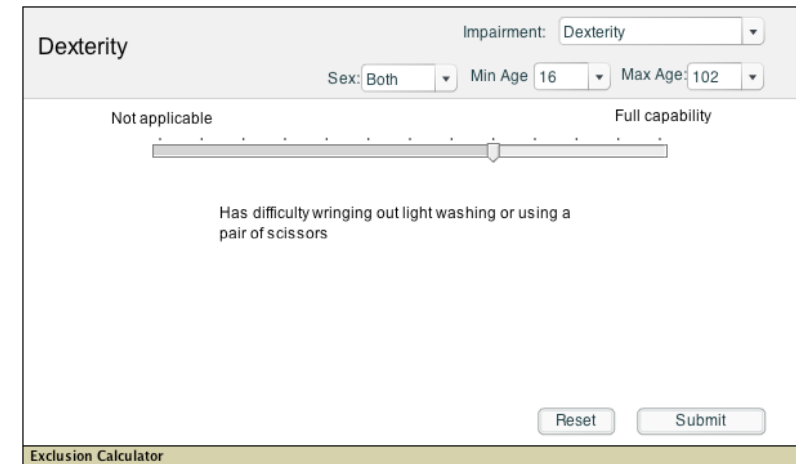 Dexterity
Impairment: Dexterity
Sex: Both Min Age 16 Max Age: 102
Not applicable Full capability
Has difficulty wringing out light washing or using a
pair of scissors
Reset Submit
Exclusion Calculator